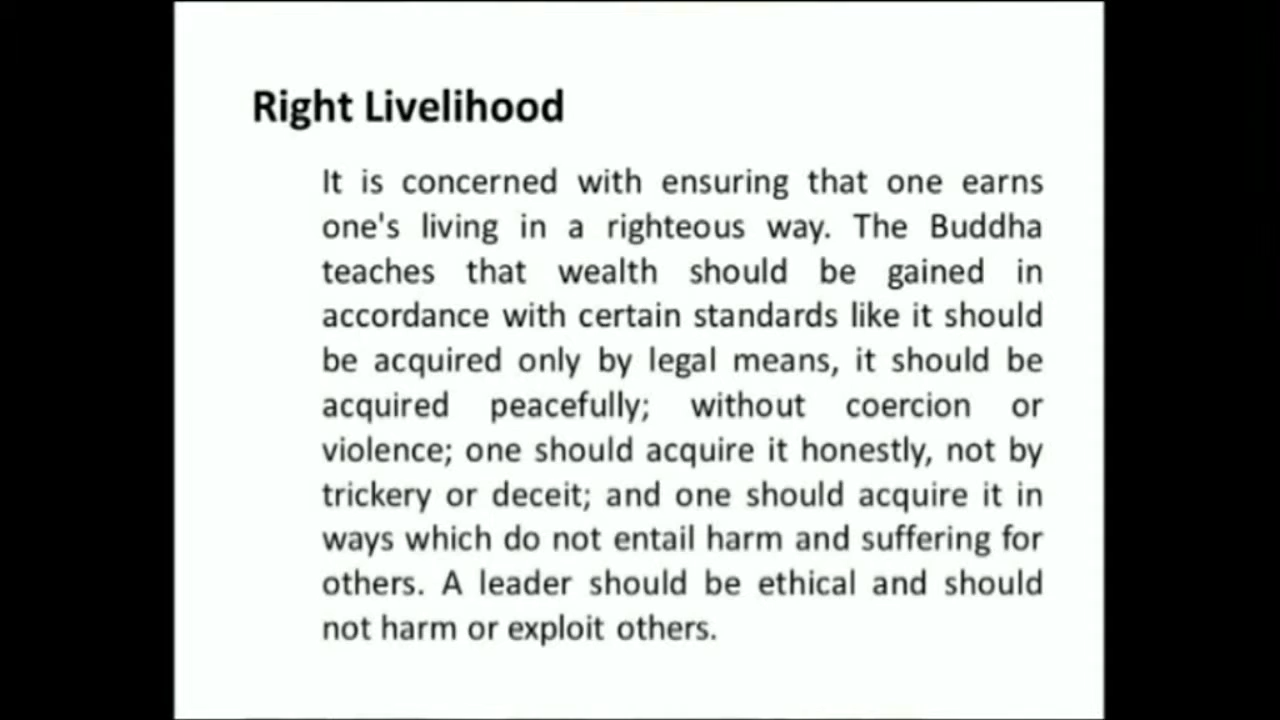 Right Livelihood
It is concerned with ensuring that one earns
one's living in a righteous way. The Buddha
teaches that wealth should be gained in
accordance with certain standards like it should
be acquired only by legal means, it should be
acquired peacefully; without coercion or
violence; one should acquire it honestly, not by
trickery or deceit; and one should acquire it in
ways which do not entail harm and suffering for
others. A leader should be ethical and should
not harm or exploit others.